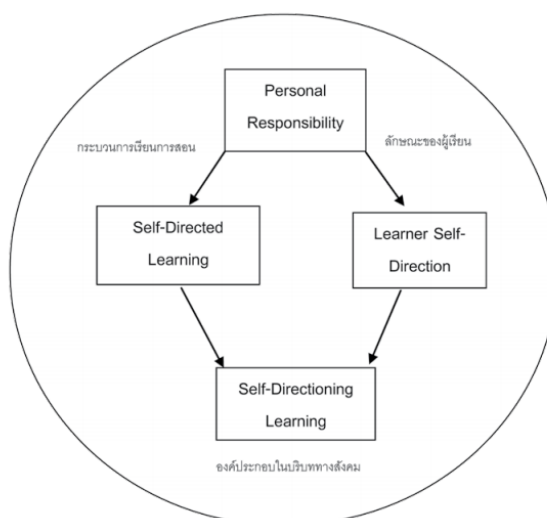 Personal
Responsibility
กระบวนการเรียนการสอน
ลักษณะของผู้เรียน
Self-Directed
Learning
Learner Self-
Direction
Self-Directioning
Learning
องค์ประกอบในบริบททางสังคม